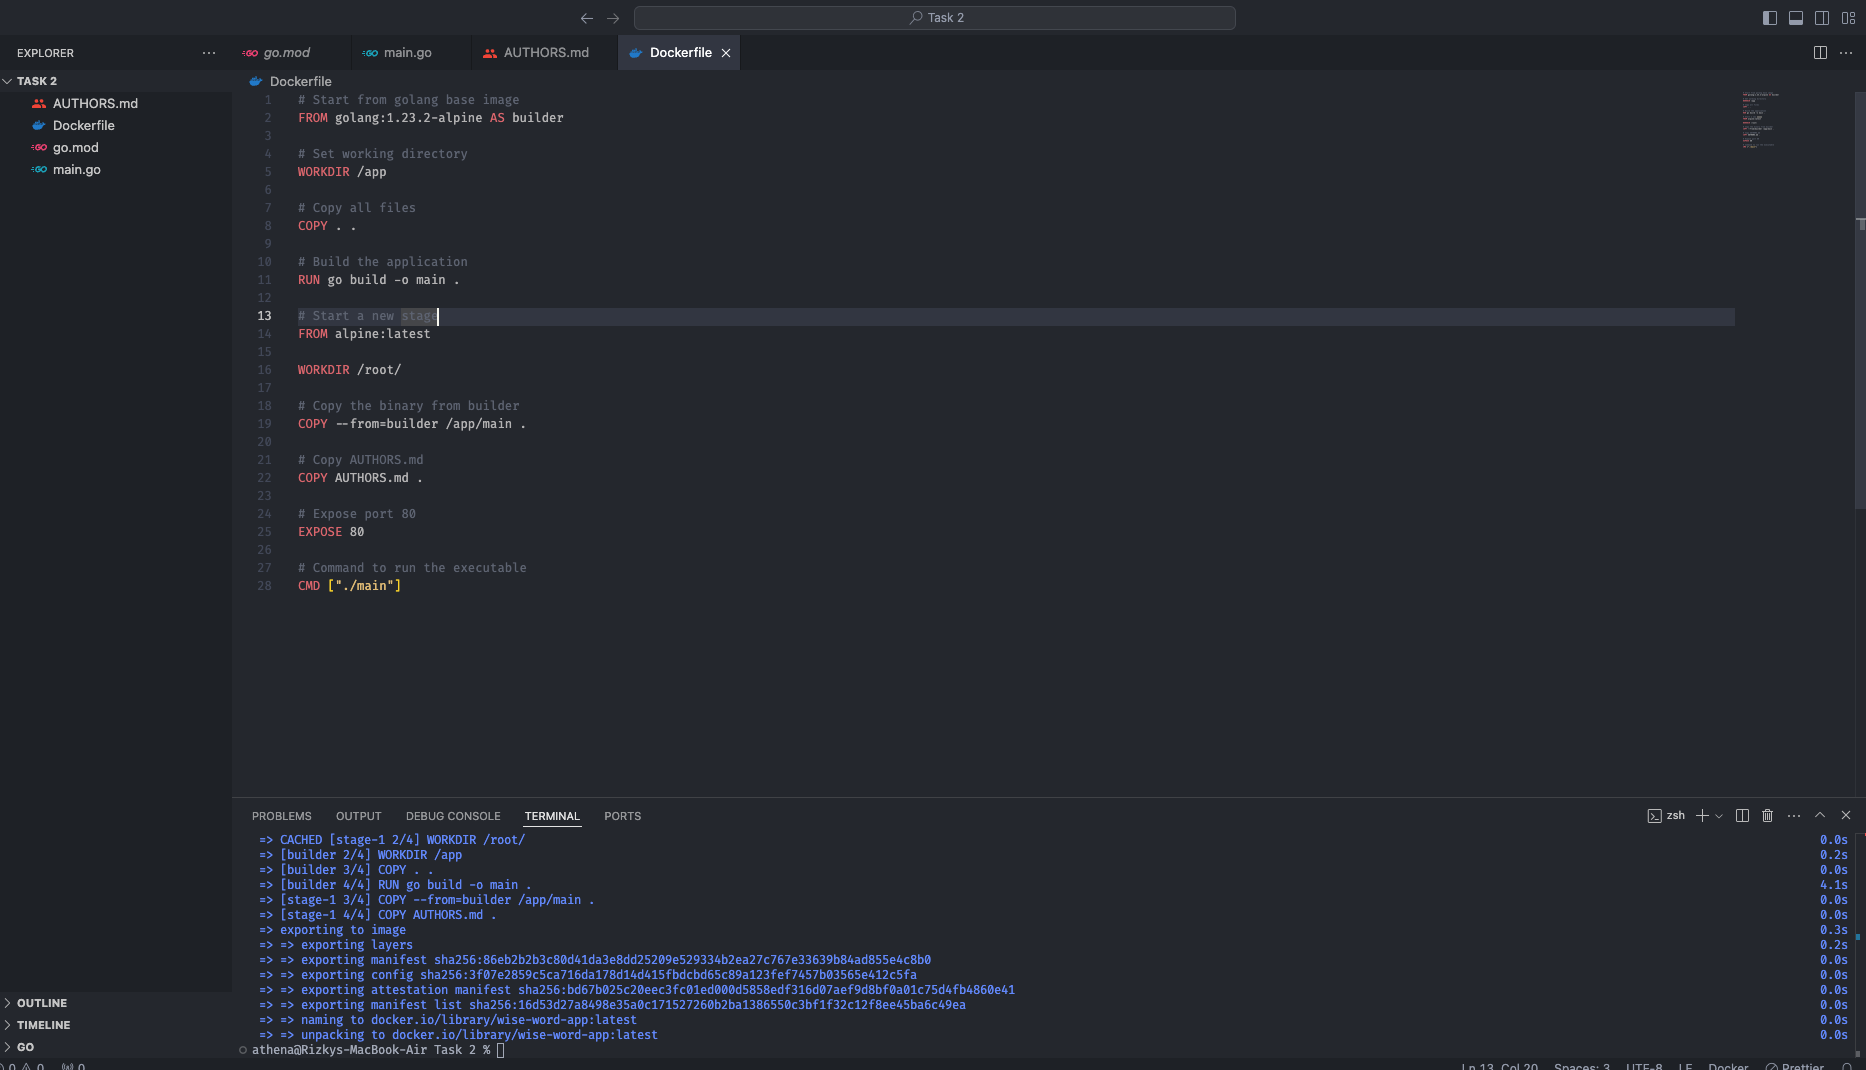 Task 2
EXPLORER
go.mod
main.go
AUTHORS.md
Dockerfile
TASK 2
AUTHORS.md
Dockerfile
go.mod
main.go
Dockerfile
1 # Start from golang base image
2 FROM golang:1.23.2-alpine AS builder
3
4 # Set working directory
5 WORKDIR /app
6
7 # Copy all files
8 COPY . .
9
10 # Build the application
11 RUN go build -o main .
12
13 # Start a new stage
14 FROM alpine:latest
15
16 WORKDIR /root/
17
18 # Copy the binary from builder
19 COPY --from=builder /app/main .
20
21 # Copy AUTHORS.md
22 COPY AUTHORS.md .
23
24 # Expose port 80
25 EXPOSE 80
26
27 # Command to run the executable
28 CMD ["./main"]
PROBLEMS OUTPUT DEBUG CONSOLE TERMINAL PORTS
zsh
=> CACHED [stage-1 2/4] WORKDIR /root/ 0.0s
=> [builder 2/4] WORKDIR /app 0.2s
=> [builder 3/4] COPY . . 0.0s
=> [builder 4/4] RUN go build -o main . 4.1s
=> [stage-1 3/4] COPY --from=builder /app/main . 0.0s
=> [stage-1 4/4] COPY AUTHORS.md . 0.0s
=> exporting to image 0.3s
=> => exporting layers 0.2s
=> => exporting manifest sha256:86eb2b2b3c80d41da3e8dd25209e529334b2ea27c767e33639b84ad855e4c8b0 0.0s
=> => exporting config sha256:3f07e2859c5ca716da178d14d415fbdcbd65c89a123fef7457b03565e412c5fa 0.0s
=> => exporting attestation manifest sha256:bd67b025c20eec3fc01ed000d5858edf316d07aef9d8bf0a01c75d4fb4860e41 0.0s
=> => exporting manifest list sha256:16d53d27a8498e35a0c171527260b2ba1386550c3bf1f32c12f8ee45ba6c49ea 0.0s
=> => naming to docker.io/library/wise-word-app:latest 0.0s
=> => unpacking to docker.io/library/wise-word-app:latest 0.0s
athena@Rizkys-MacBook-Air Task 2 %
OUTLINE
TIMELINE
GO
0 0 0
Ln 13, Col 20 Spaces: 3 UTF-8 LF Docker Prettier